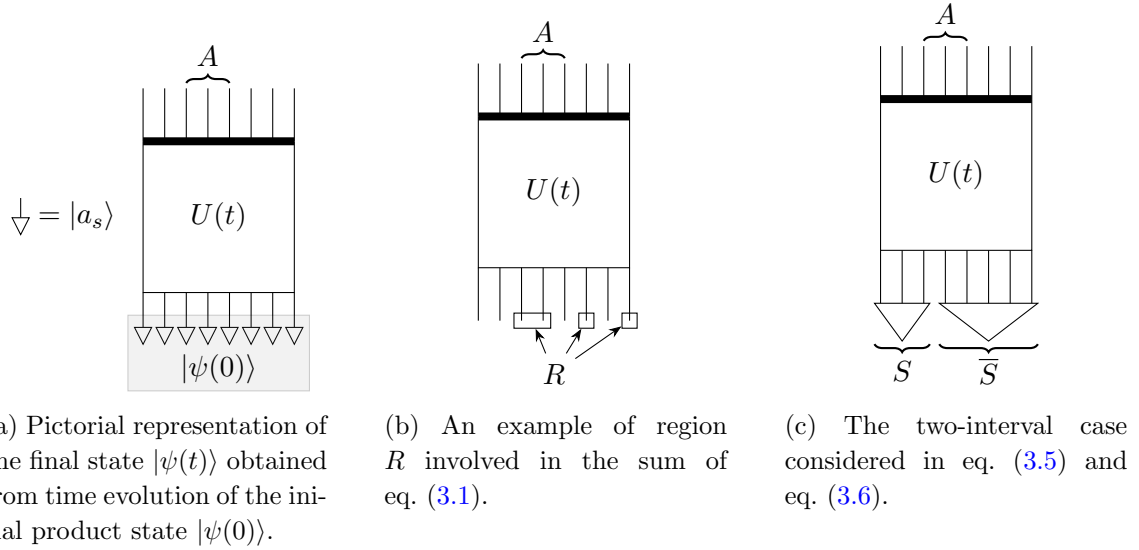 A
A
A
U(t)
U(t)
U(t)
= |a_s⟩
|ψ(0)⟩
R
S
S̅
a) Pictorial representation of
he final state |ψ(t)⟩ obtained
rom time evolution of the ini-
ial product state |ψ(0)⟩.
(b) An example of region
R involved in the sum of
eq. (3.1).
(c) The two-interval case
considered in eq. (3.5) and
eq. (3.6).